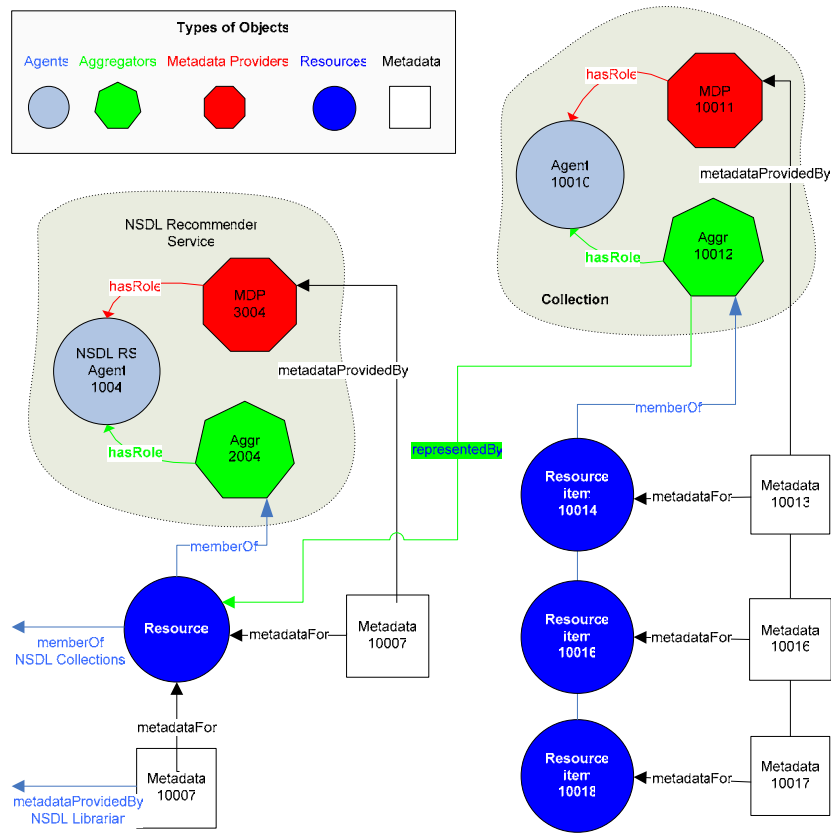 Types of Objects
Agents Aggregators Metadata Providers Resources Metadata
hasRole
MDP
10011
Agent
10010
metadataProvidedBy
Aggr
10012
hasRole
Collection
NSDL Recommender
Service
hasRole
MDP
3004
NSDL RS
Agent
1004
metadataProvidedBy
Aggr
2004
hasRole
memberOf
representedBy
memberOf
Resource
item
10014
metadataFor
Metadata
10013
Resource
metadataFor
Metadata
10007
memberOf
NSDL Collections
Resource
item
10016
metadataFor
Metadata
10016
metadataFor
Metadata
10007
metadataProvidedBy
NSDL Librarian
Resource
item
10018
metadataFor
Metadata
10017